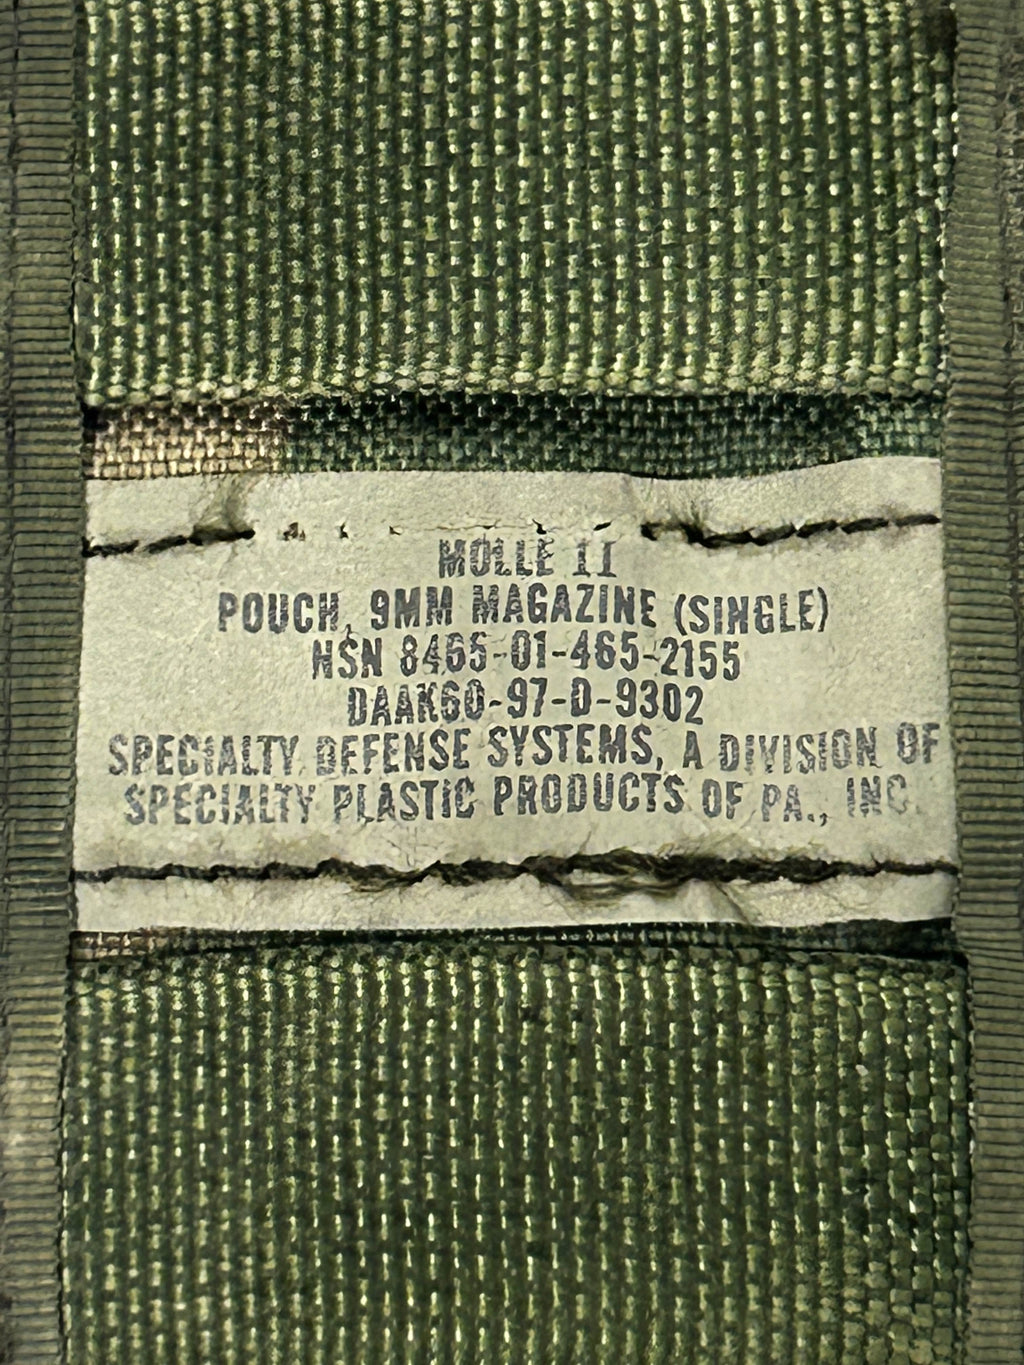 MOLLE II
POUCH, 9MM MAGAZINE (SINGLE)
NSN 8465-01-465-2155
DAAK60-97-D-9302
SPECIALTY DEFENSE SYSTEMS, A DIVISION OF
SPECIALTY PLASTIC PRODUCTS OF PA., INC